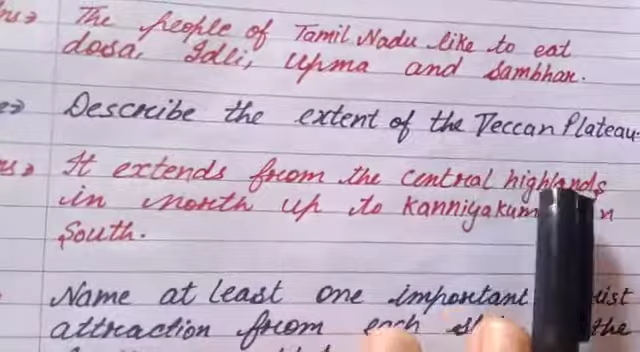 The people of Tamil Nadu like to eat
dosa, Idli, Upma and Sambhar.
Describe the extent of the Deccan Plateau.
It extends from the central highlands
in north up to Kanniyakum
South.
Name at least one important
attraction from each the